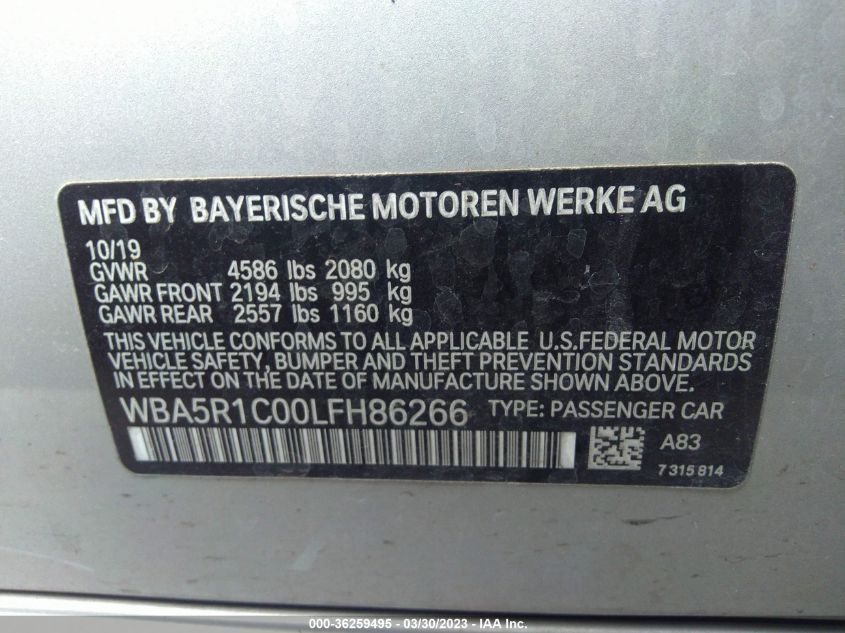 MFD BY BAYERISCHE MOTOREN WERKE AG
10/19
GVWR 4586 lbs 2080 kg
GAWR FRONT 2194 lbs 995 kg
GAWR REAR 2557 lbs 1160 kg
THIS VEHICLE CONFORMS TO ALL APPLICABLE U.S.FEDERAL MOTOR
VEHICLE SAFETY, BUMPER AND THEFT PREVENTION STANDARDS
IN EFFECT ON THE DATE OF MANUFACTURE SHOWN ABOVE.
WBA5R1C00LFH86266 TYPE: PASSENGER CAR
A83
7 315 814
000-36259495 - 03/30/2023 - IAA Inc.